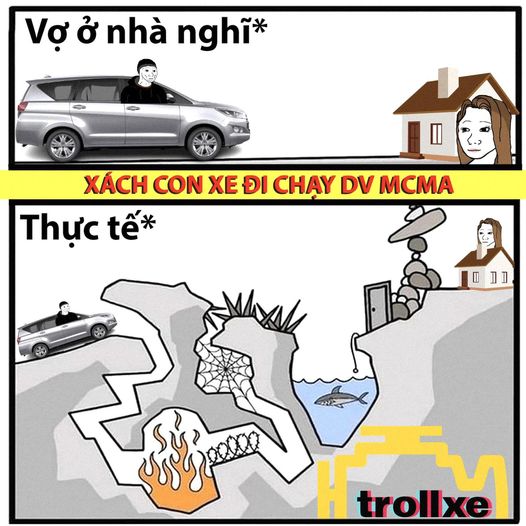 Vợ ở nhà nghĩ*
XÁCH CON XE ĐI CHẠY DV MCMA
Thực tế*
trollxe